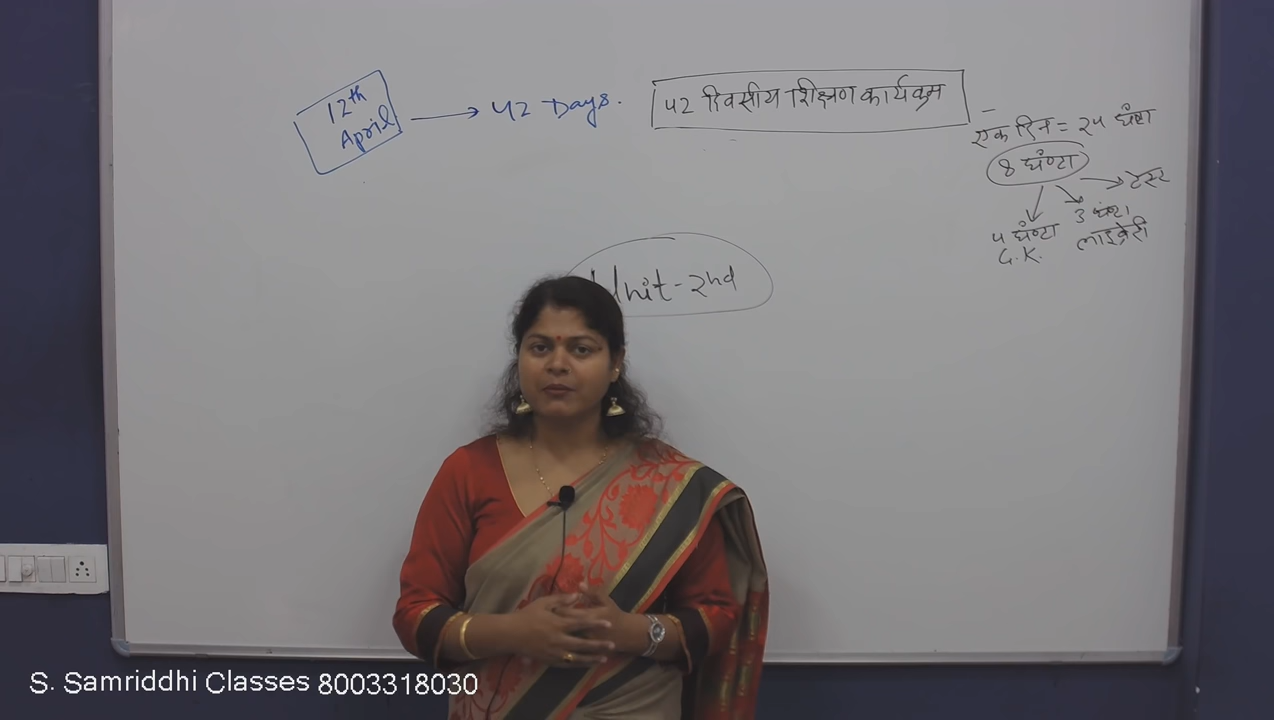 12th
April
42 Days.
42 दिवसीय शिक्षण कार्यक्रम
एक दिन = 24 घंटा
8 घंण्टा
टेस्ट
4 घंण्टा
G.K.
3 घंटा
लाइब्रेरी
Unit-2nd
S. Samriddhi Classes 8003318030